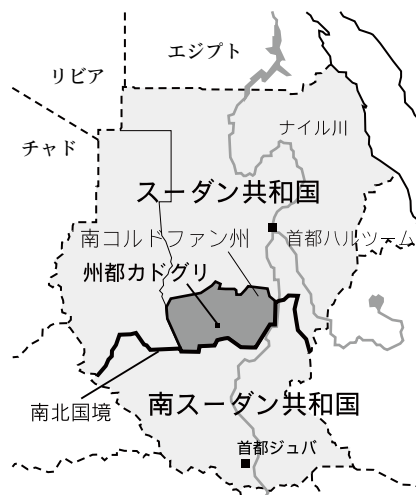 エジプト
リビア
ナイル川
チャド
スーダン共和国
南コルドファン州
首都ハルツーム
州都カドグリ
南北国境
南スーダン共和国
首都ジュバ